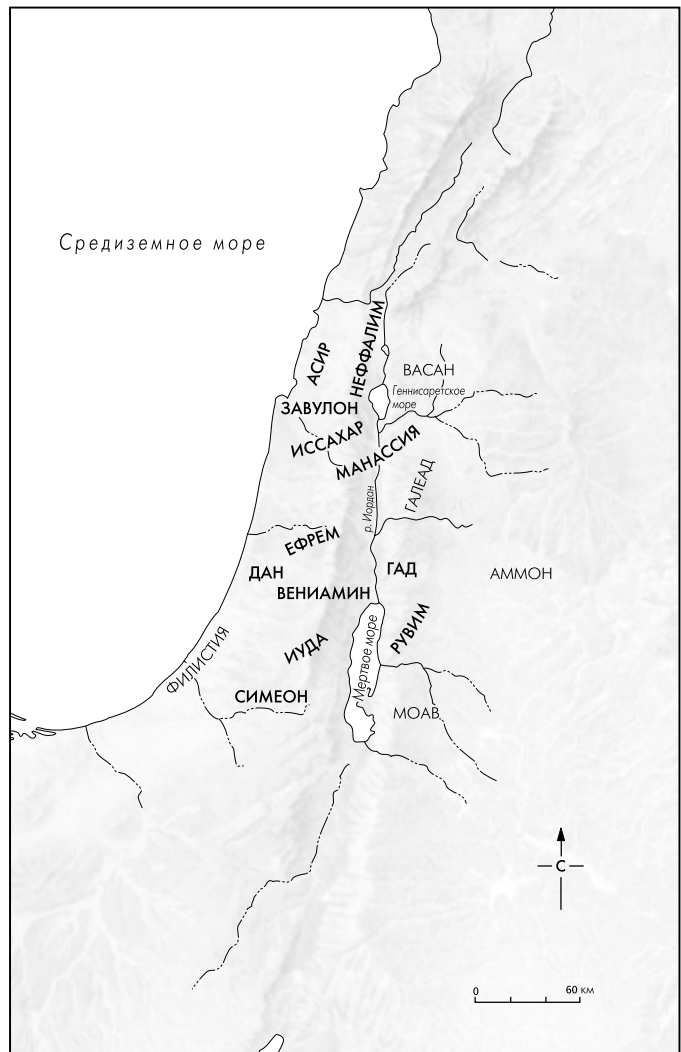 Средиземное море
АСИР
НЕФФАЛИМ
ВАСАН
Геннисаретское
море
ЗАВУЛОН
ИССАХАР
МАНАССИЯ
ГАЛЕАД
р. Иордан
ЕФРЕМ
ДАН
ГАД
АММОН
ВЕНИАМИН
РУВИМ
ИУДА
ФИЛИСТИЯ
Мертвое море
СИМЕОН
МОАВ
С
0 60 км